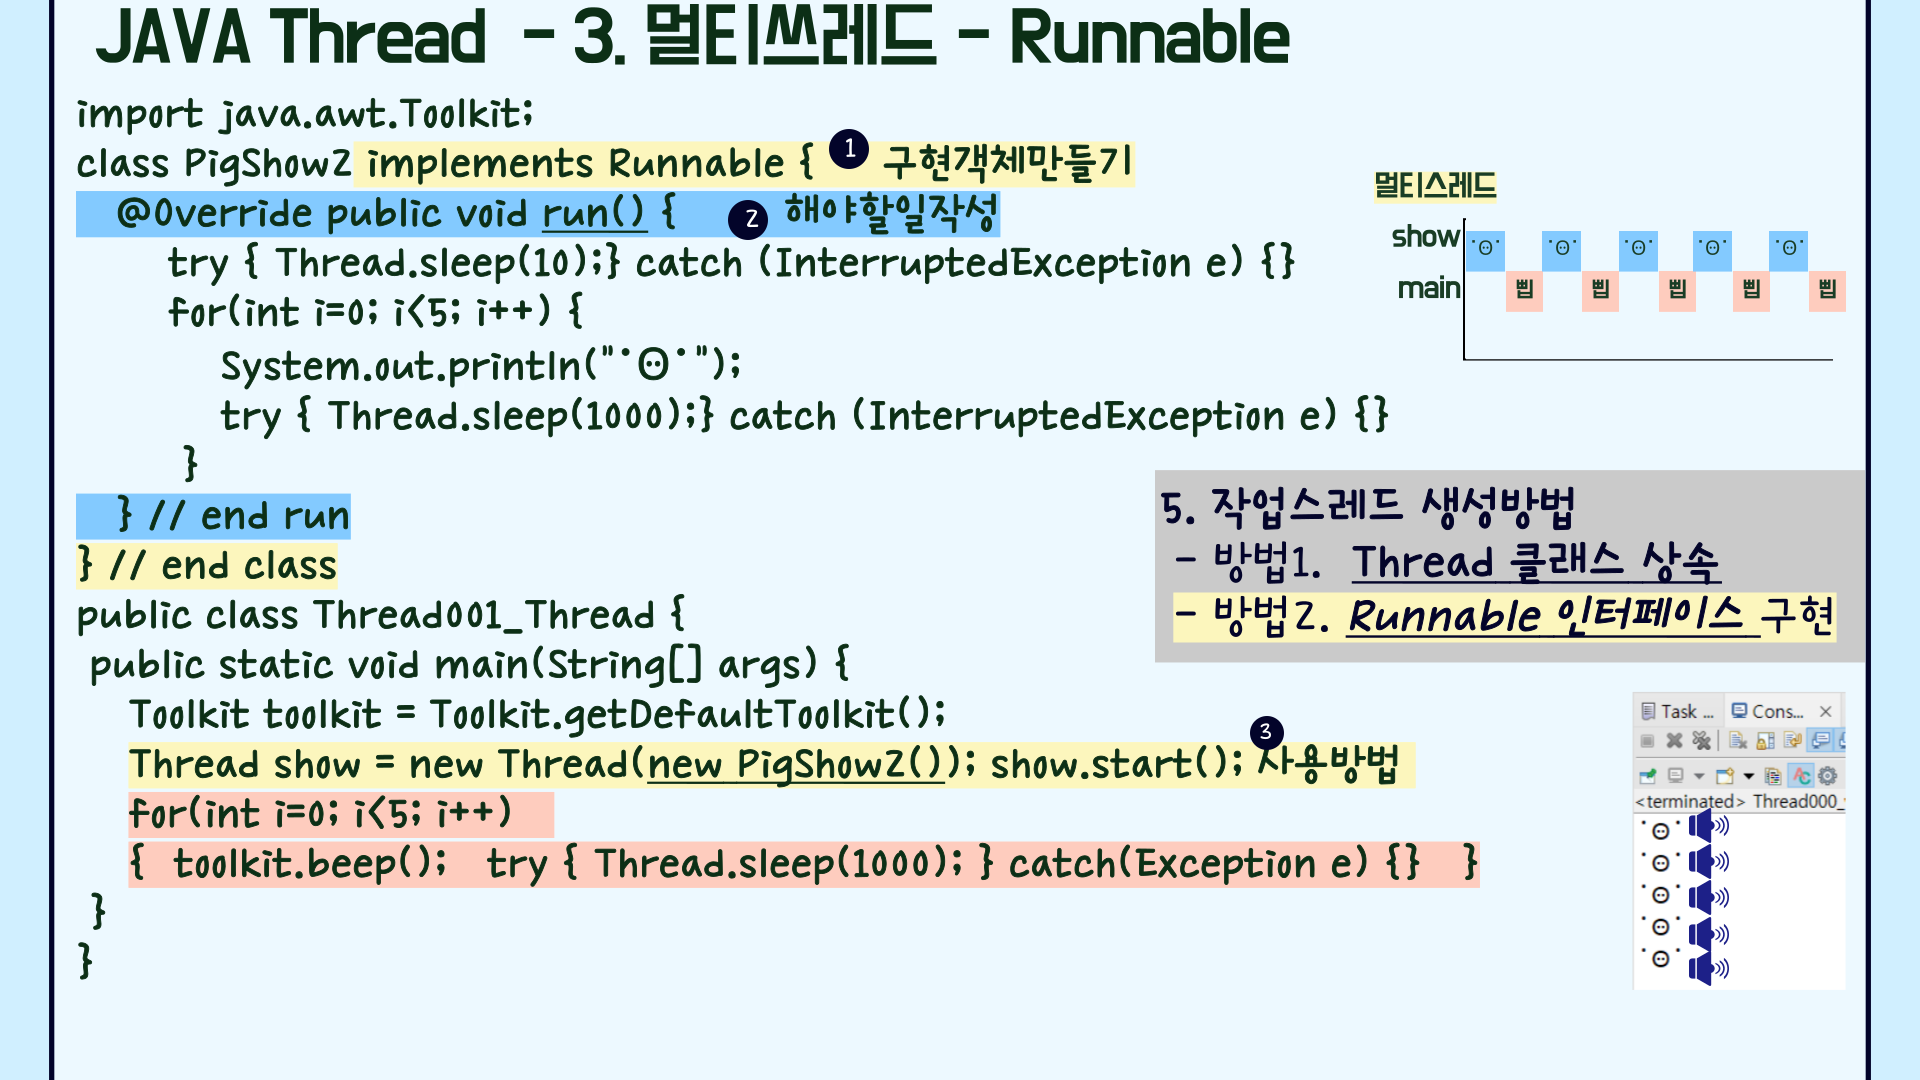 JAVA Thread - 3. 멀티쓰레드 - Runnable
import java.awt.Toolkit;
class PigShow2 implements Runnable { 1 구현객체만들기
@Override public void run() { 2 해야할일작성
try { Thread.sleep(10);} catch (InterruptedException e) {}
for(int i=0; i<5; i++) {
System.out.println("˙ʘ̈˙");
try { Thread.sleep(1000);} catch (InterruptedException e) {}
}
} // end run
} // end class
public class Thread001_Thread {
public static void main(String[] args) {
Toolkit toolkit = Toolkit.getDefaultToolkit();
Thread show = new Thread(new PigShow2()); show.start(); 3 사용방법
for(int i=0; i<5; i++)
{ toolkit.beep(); try { Thread.sleep(1000); } catch(Exception e) {} }
}
}
멀티스레드
show
main 삡 삡 삡 삡 삡
5. 작업스레드 생성방법
- 방법1. Thread 클래스 상속
- 방법2. Runnable 인터페이스 구현
Task ... Cons...
<terminated> Thread000_